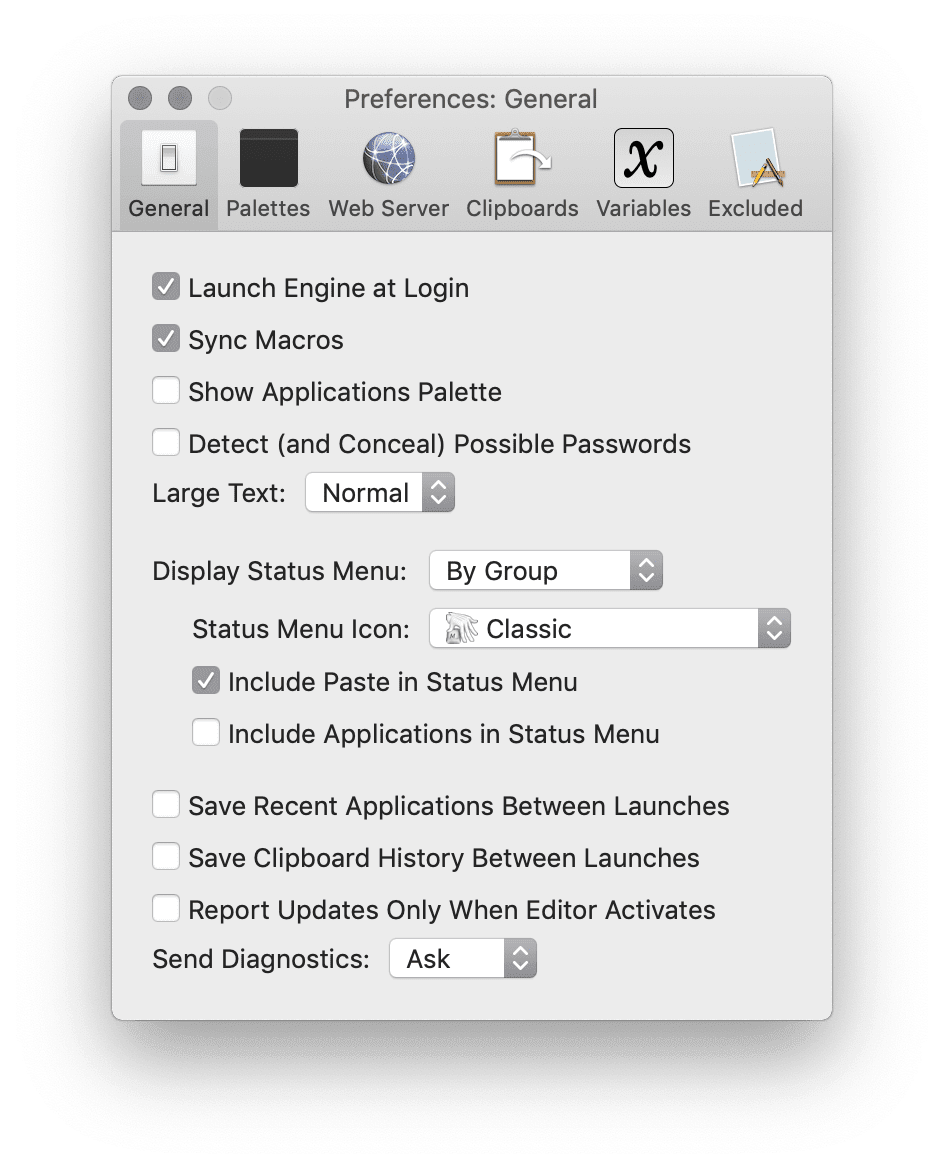 Preferences: General
General Palettes Web Server Clipboards Variables Excluded
Launch Engine at Login
Sync Macros
Show Applications Palette
Detect (and Conceal) Possible Passwords
Large Text: Normal
Display Status Menu: By Group
Status Menu Icon: Classic
Include Paste in Status Menu
Include Applications in Status Menu
Save Recent Applications Between Launches
Save Clipboard History Between Launches
Report Updates Only When Editor Activates
Send Diagnostics: Ask